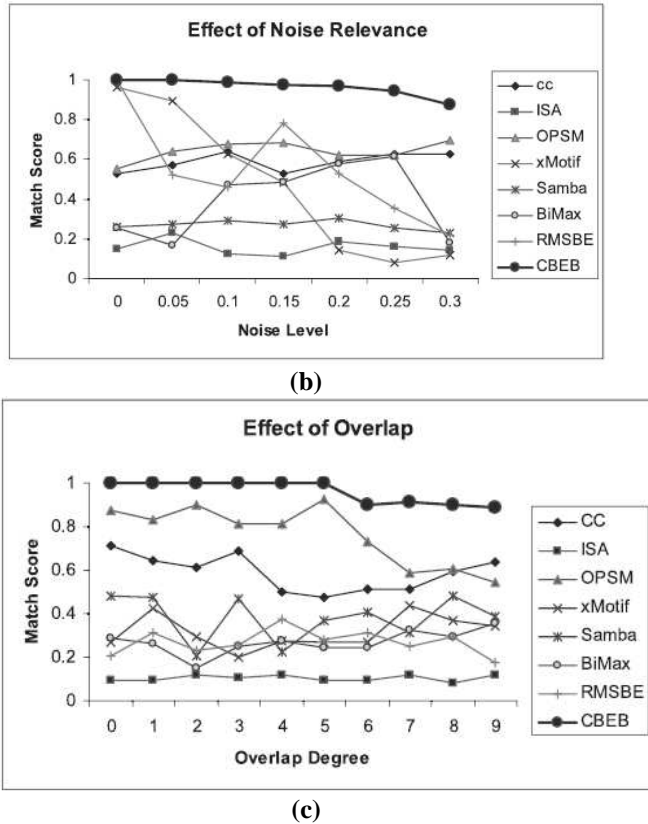 Effect of Noise Relevance
Match Score
1
0.8
0.6
0.4
0.2
0
0 0.05 0.1 0.15 0.2 0.25 0.3
Noise Level
cc
ISA
OPSM
xMotif
Samba
BiMax
RMSBE
CBEB
(b)
Effect of Overlap
Match Score
1
0.8
0.6
0.4
0.2
0
0 1 2 3 4 5 6 7 8 9
Overlap Degree
CC
ISA
OPSM
xMotif
Samba
BiMax
RMSBE
CBEB
(c)